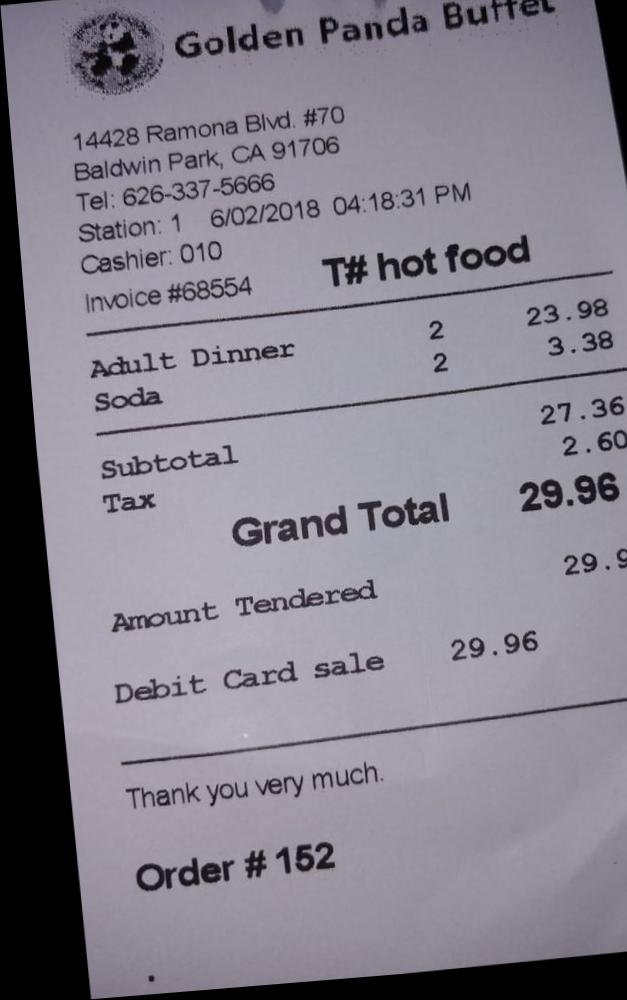 Golden Panda Buffet
14428 Ramona Blvd. #70
Baldwin Park, CA 91706
Tel: 626-337-5666
Station: 1 6/02/2018 04:18:31 PM
Cashier: 010
Invoice #68554 T# hot food
Adult Dinner 2 23.98
Soda 2 3.38
Subtotal 27.36
Tax 2.60
Grand Total 29.96
Amount Tendered 29.9
Debit Card sale 29.96
Thank you very much.
Order # 152